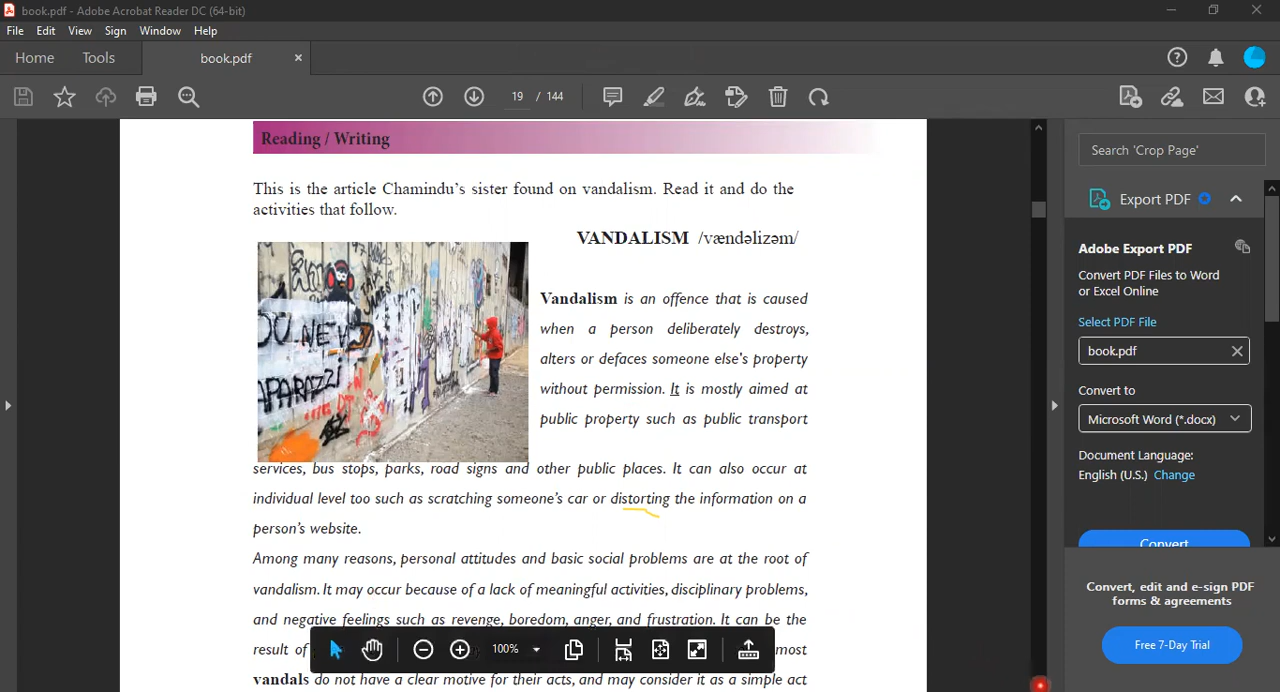 book.pdf - Adobe Acrobat Reader DC (64-bit)
File Edit View Sign Window Help
Home Tools book.pdf ×
19 / 144
Reading / Writing
This is the article Chamindu's sister found on vandalism. Read it and do the
activities that follow.
VANDALISM /vændəlizəm/
Vandalism is an offence that is caused
when a person deliberately destroys,
alters or defaces someone else's property
without permission. It is mostly aimed at
public property such as public transport
services, bus stops, parks, road signs and other public places. It can also occur at
individual level too such as scratching someone's car or distorting the information on a
person's website.
Among many reasons, personal attitudes and basic social problems are at the root of
vandalism. It may occur because of a lack of meaningful activities, disciplinary problems,
and negative feelings such as revenge, boredom, anger, and frustration. It can be the
result of
most
vandals do not have a clear motive for their acts, and may consider it as a simple act
100%
Search 'Crop Page'
Export PDF
Adobe Export PDF
Convert PDF Files to Word
or Excel Online
Select PDF File
book.pdf
Convert to
Microsoft Word (*.docx)
Document Language:
English (U.S.) Change
Convert
Convert, edit and e-sign PDF
forms & agreements
Free 7-Day Trial